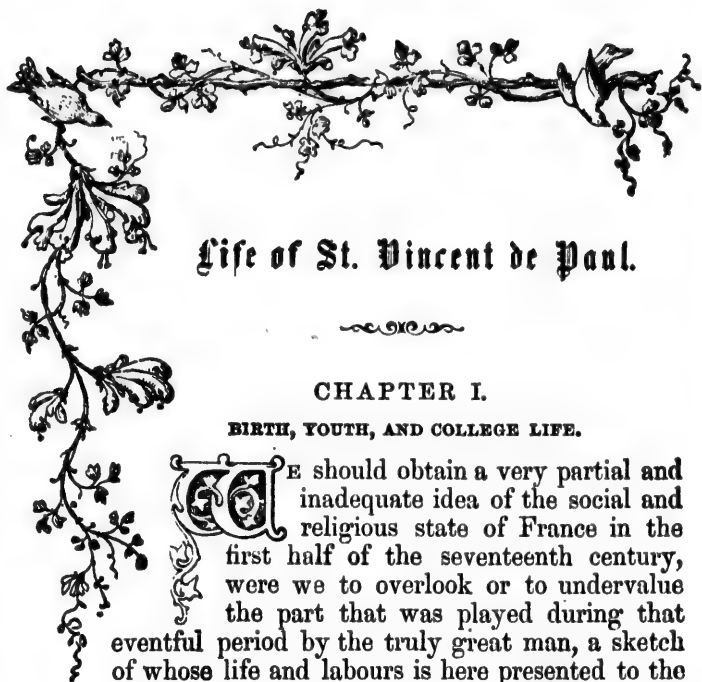 Life of St. Vincent de Paul.
CHAPTER I.
BIRTH, YOUTH, AND COLLEGE LIFE.
WE should obtain a very partial and
inadequate idea of the social and
religious state of France in the
first half of the seventeenth century,
were we to overlook or to undervalue
the part that was played during that
eventful period by the truly great man, a sketch
of whose life and labours is here presented to the